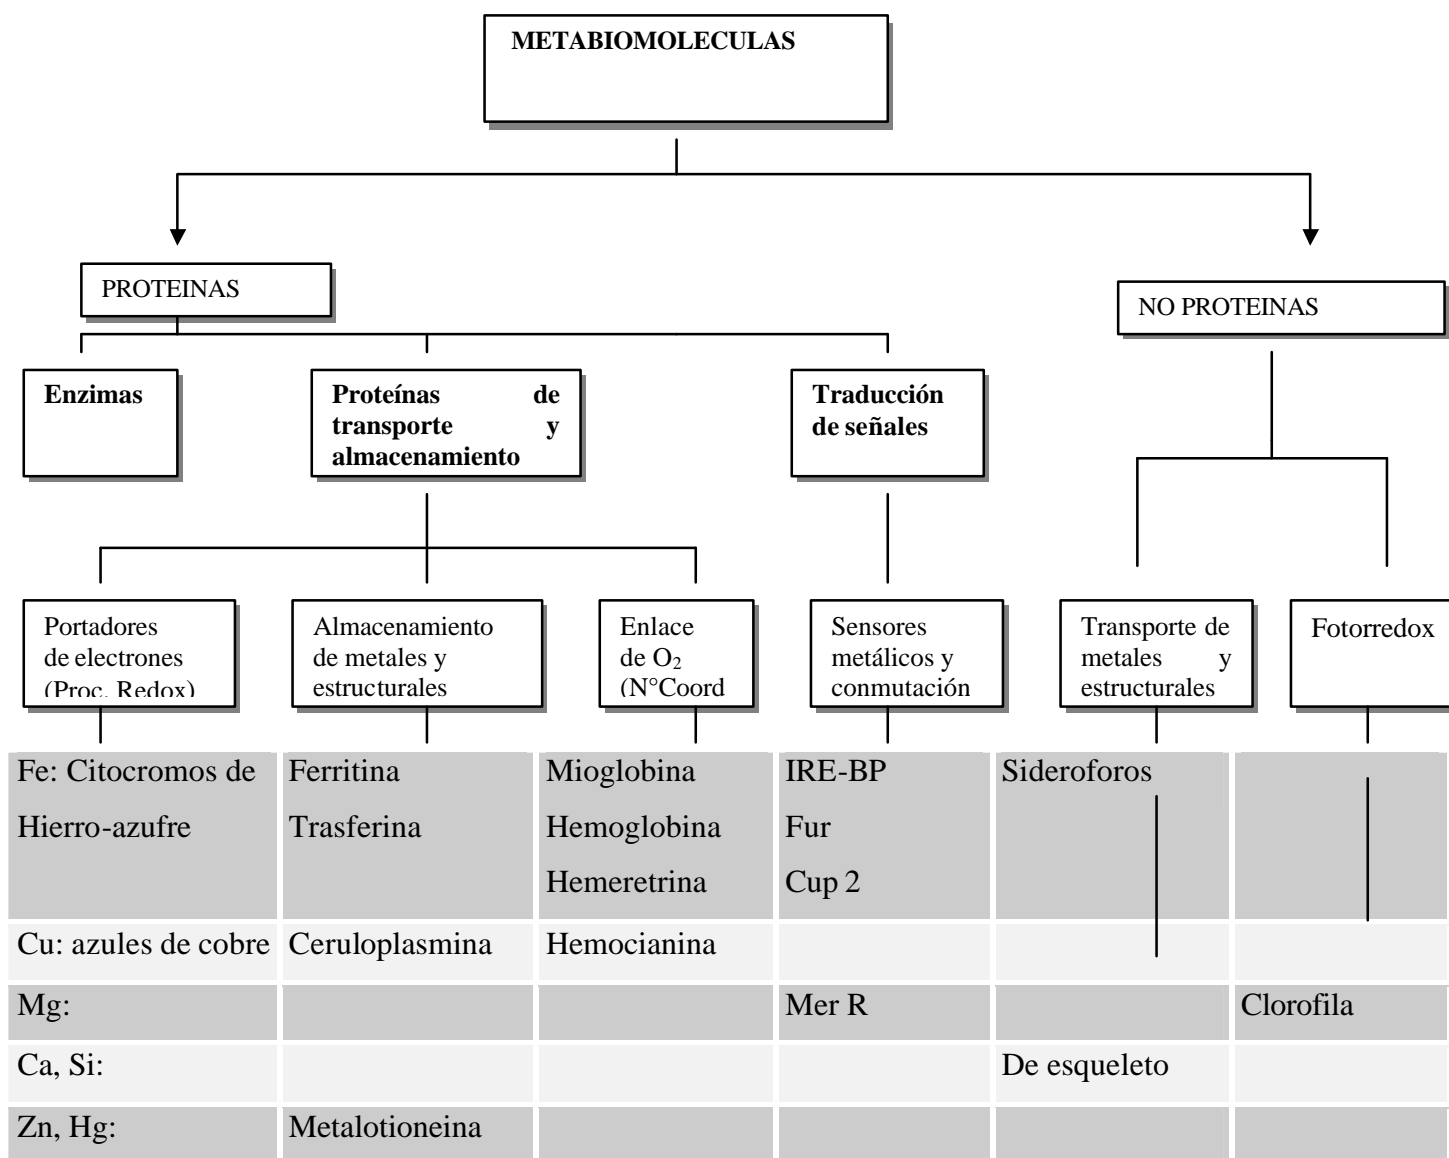 METABIOMOLECULAS
PROTEINAS
NO PROTEINAS
Enzimas
Proteínas de
transporte y
almacenamiento
Traducción
de señales
Portadores
de electrones
(Proc. Redox)
Almacenamiento
de metales y
estructurales
Enlace
de O₂
(N°Coord
Sensores
metálicos y
conmutación
Transporte de
metales y
estructurales
Fotorredox
Fe: Citocromos de
Hierro-azufre
Ferritina
Trasferina
Mioglobina
Hemoglobina
Hemeretrina
IRE-BP
Fur
Cup 2
Sideroforos
Cu: azules de cobre
Ceruloplasmina
Hemocianina
Mg:
Mer R
Clorofila
Ca, Si:
De esqueleto
Zn, Hg:
Metalotioneina